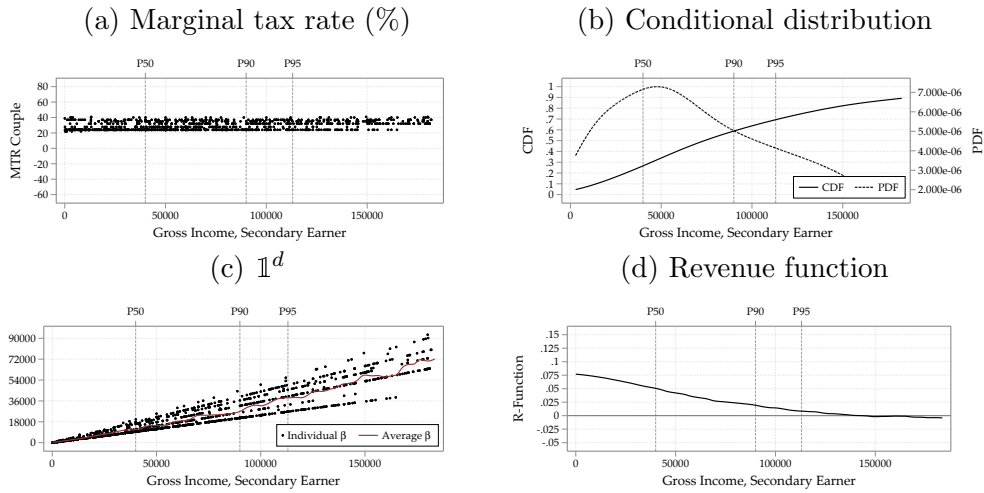 (a) Marginal tax rate (%)
P50 P90 P95
MTR Couple
80
60
40
20
0
-20
-40
-60
0 50000 100000 150000
Gross Income, Secondary Earner
(b) Conditional distribution
P50 P90 P95
CDF
1
.9
.8
.7
.6
.5
.4
.3
.2
.1
0
7.000e-06
6.000e-06
5.000e-06
4.000e-06
3.000e-06
2.000e-06
PDF
CDF PDF
0 50000 100000 150000
Gross Income, Secondary Earner
(c) 𝟙ᵈ
P50 P90 P95
90000
72000
54000
36000
18000
0
Individual β Average β
0 50000 100000 150000
Gross Income, Secondary Earner
(d) Revenue function
P50 P90 P95
R-Function
.15
.125
.1
.075
.05
.025
0
-.025
-.05
0 50000 100000 150000
Gross Income, Secondary Earner